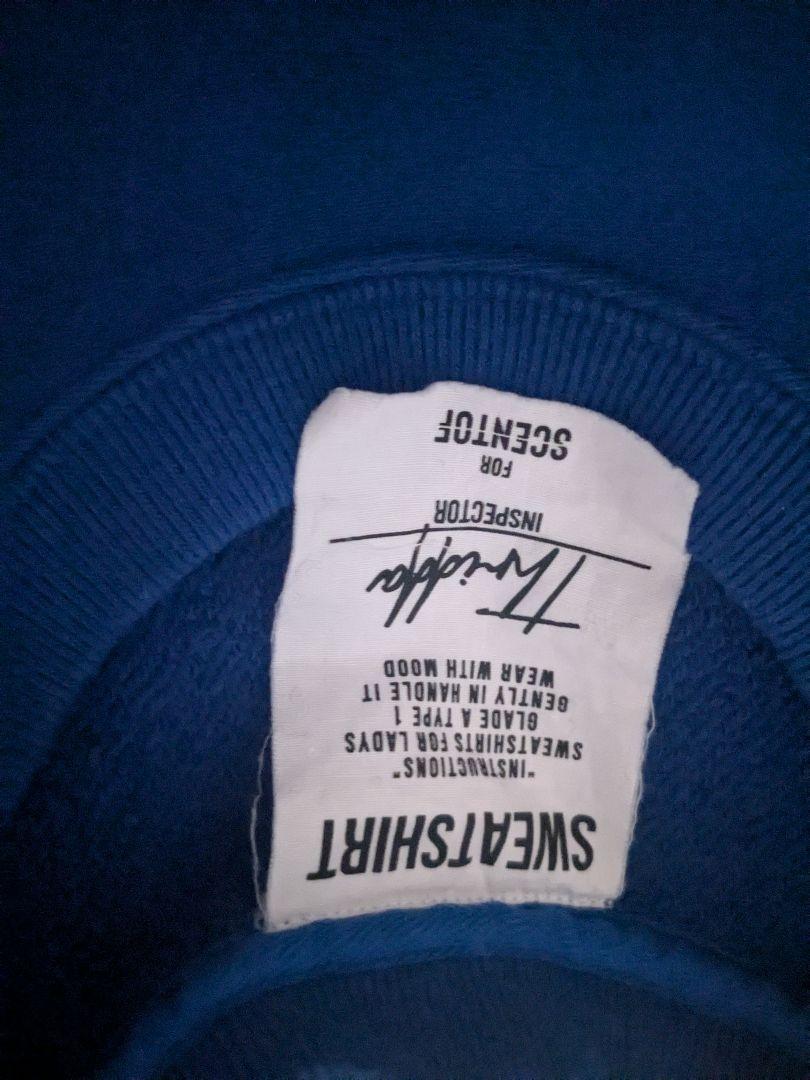 SWEATSHIRT
"INSTRUCTIONS"
SWEATSHIRTS FOR LADYS
GLADE A TYPE 1
GENTLY IN HANDLE IT
WEAR WITH MOOD
INSPECTOR
FOR
SCENTOF